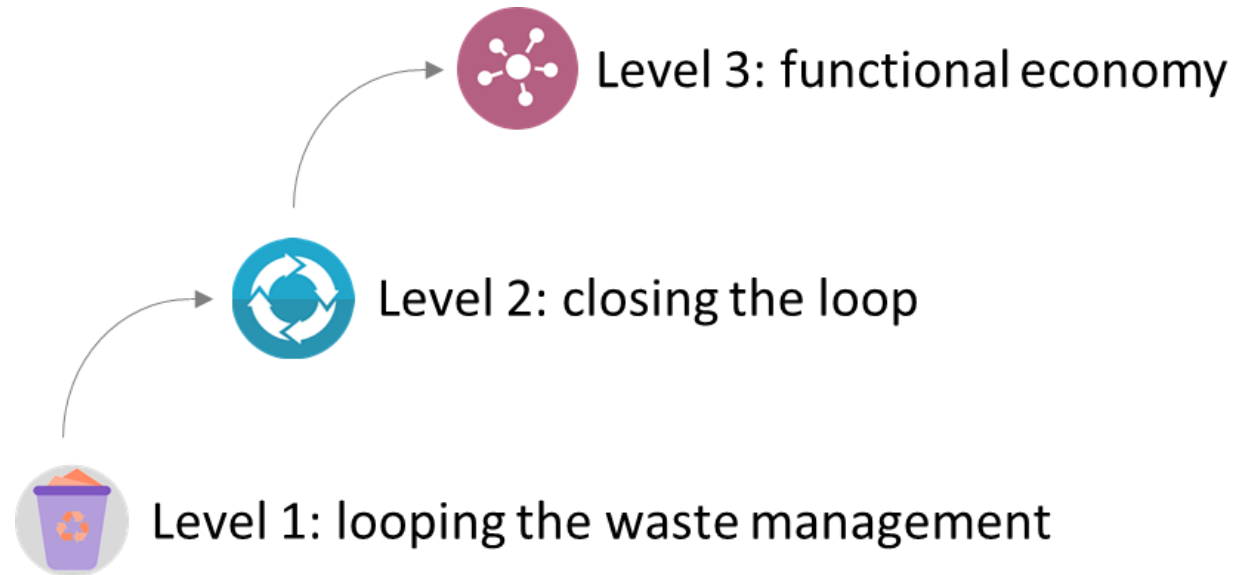 Level 3: functional economy
Level 2: closing the loop
Level 1: looping the waste management